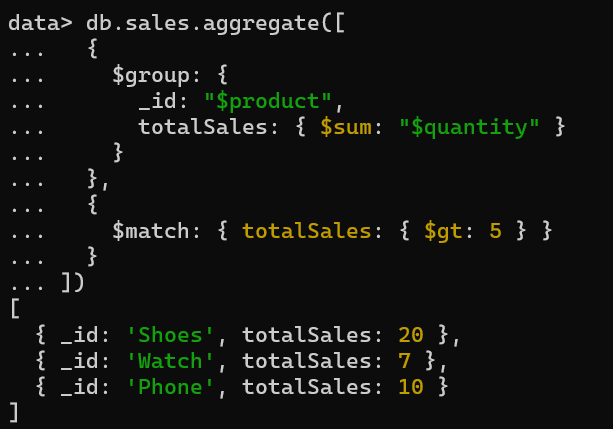 data> db.sales.aggregate([
...   {
...     $group: {
...       _id: "$product",
...       totalSales: { $sum: "$quantity" }
...     }
...   },
...   {
...     $match: { totalSales: { $gt: 5 } }
...   }
... ])
[
  { _id: 'Shoes', totalSales: 20 },
  { _id: 'Watch', totalSales: 7 },
  { _id: 'Phone', totalSales: 10 }
]